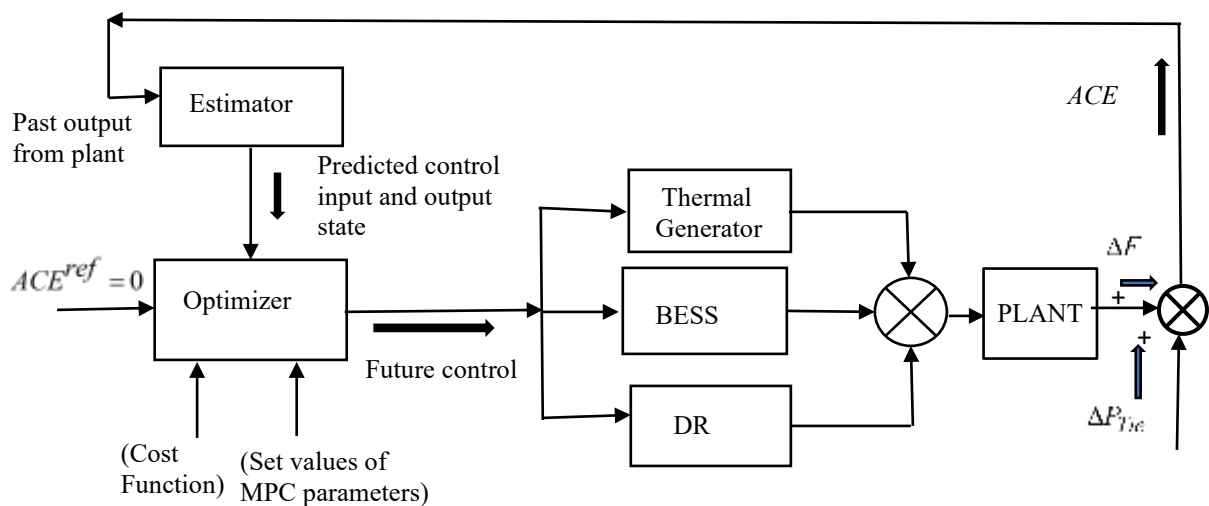 ACE
Estimator
Past output
from plant
Predicted control
input and output
state
Thermal
Generator
ACE^ref = 0
Optimizer
BESS
PLANT
ΔF
+
+
Future control
ΔP_Tie
DR
(Cost
Function)
(Set values of
MPC parameters)